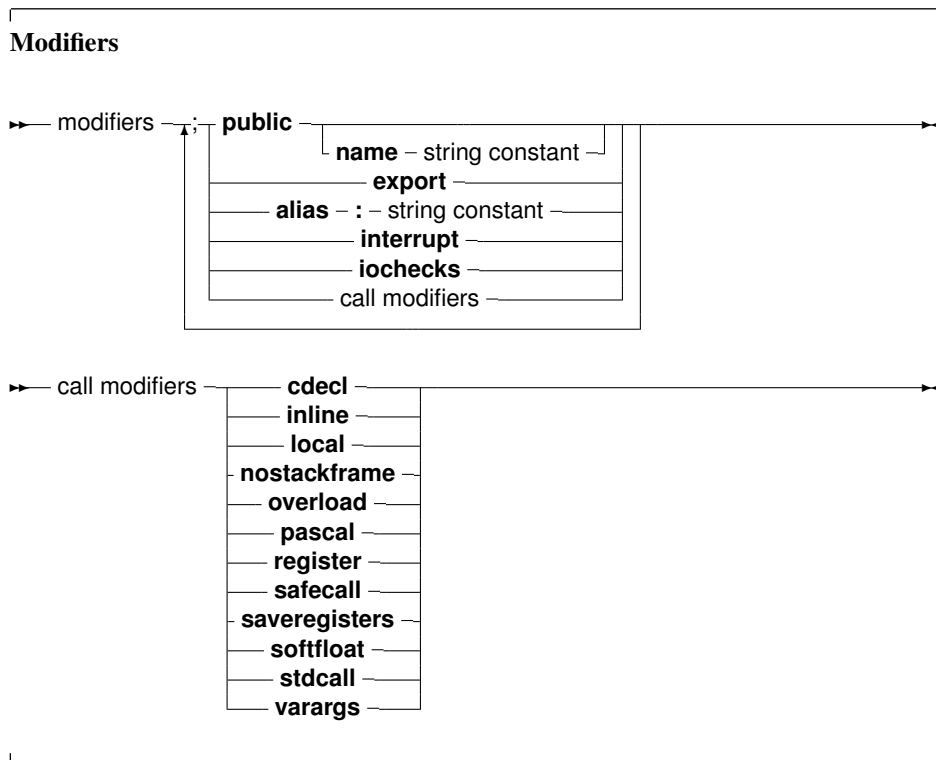 Modifiers
modifiers ; public
name string constant
export
alias : string constant
interrupt
iochecks
call modifiers
call modifiers cdecl
inline
local
nostackframe
overload
pascal
register
safecall
saveregisters
softfloat
stdcall
varargs